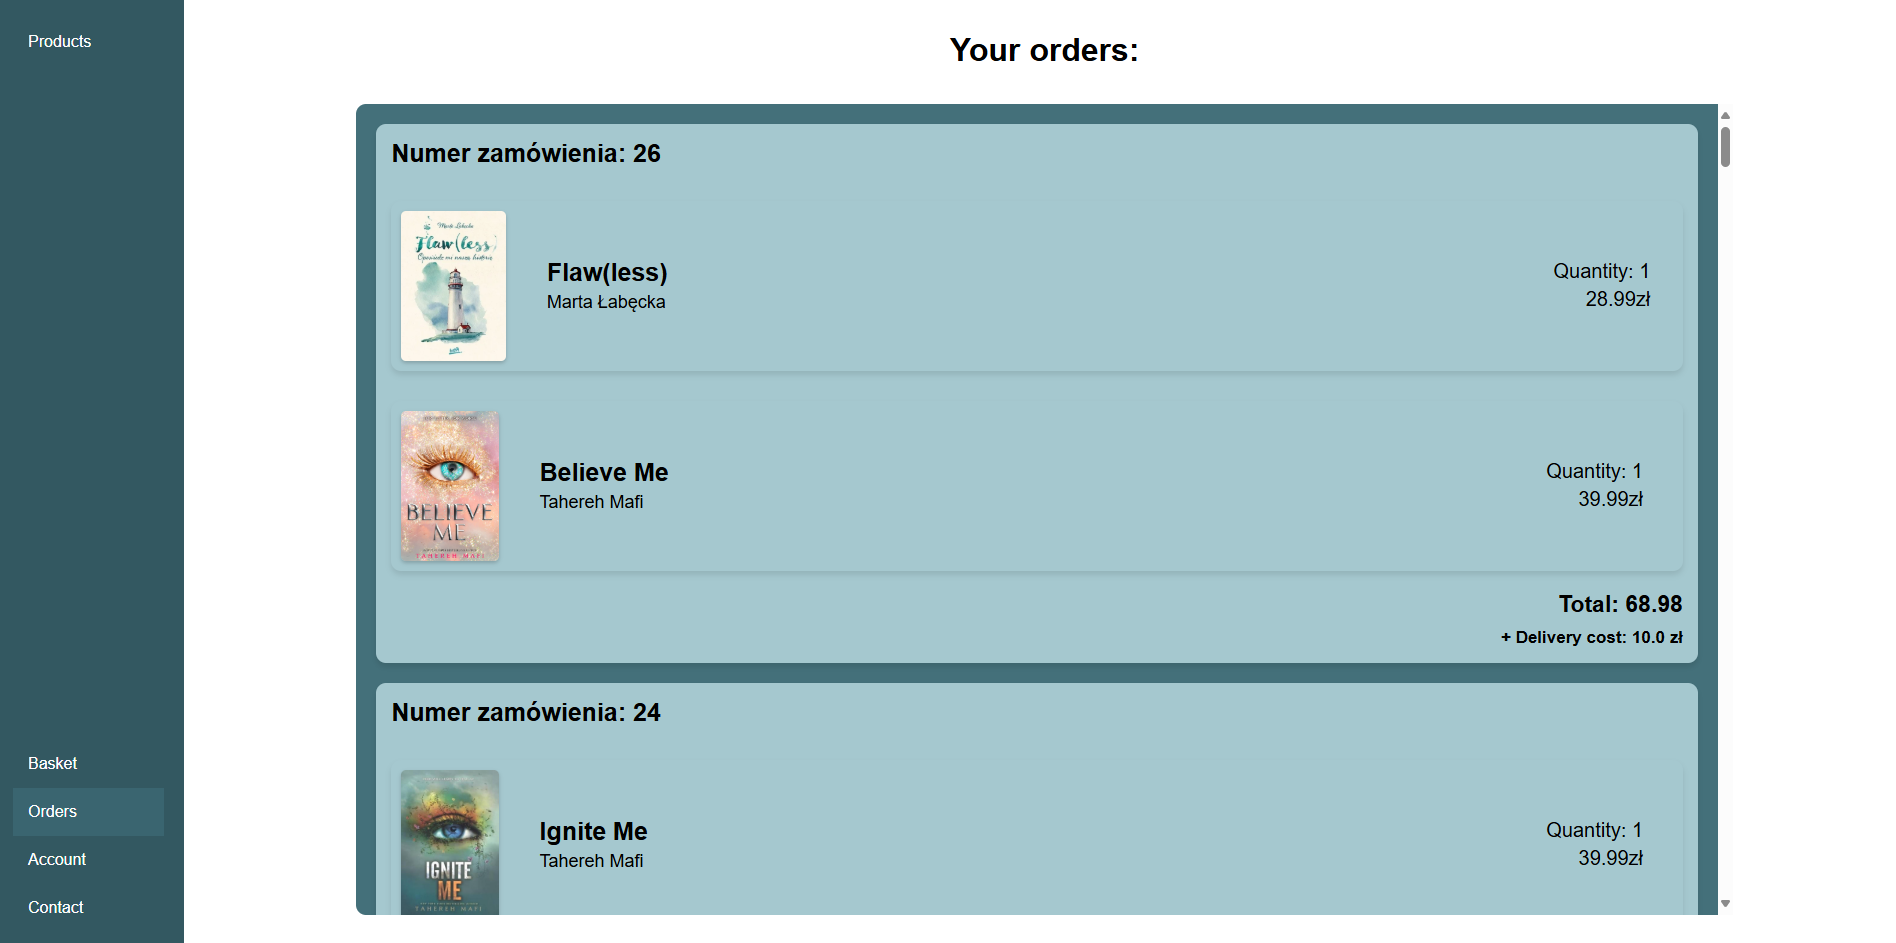 Products
Basket
Orders
Account
Contact
Your orders:
Numer zamówienia: 26
Marta Łabęcka
Flaw(less)
Opowiedz mi naszą historię
Flaw(less)
Marta Łabęcka
Quantity: 1
28.99zł
BELIEVE
ME
TAHEREH MAFI
Believe Me
Tahereh Mafi
Quantity: 1
39.99zł
Total: 68.98
+ Delivery cost: 10.0 zł
Numer zamówienia: 24
IGNITE
ME
TAHEREH MAFI
Ignite Me
Tahereh Mafi
Quantity: 1
39.99zł